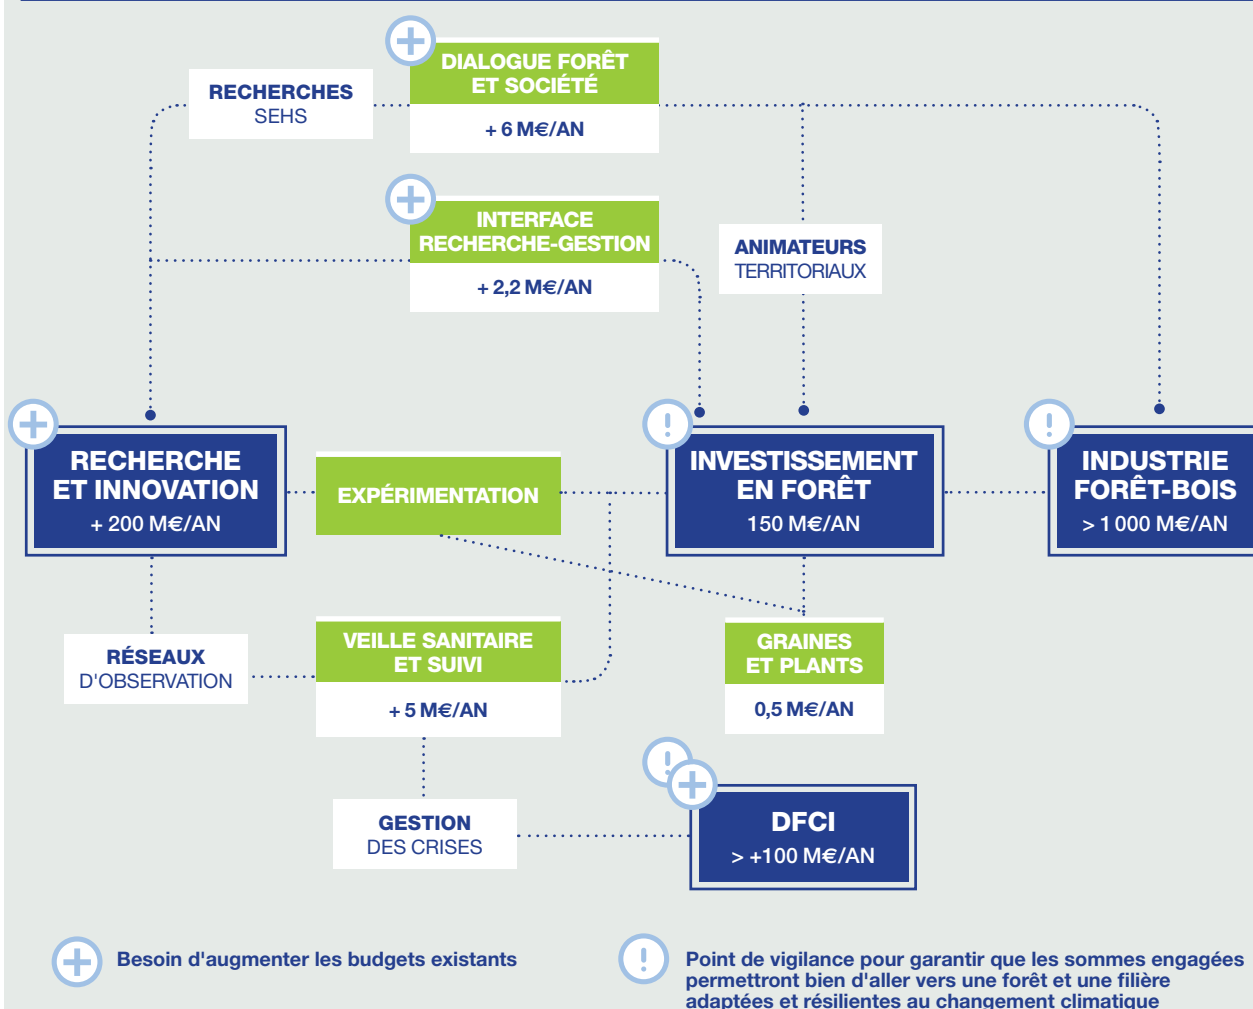 DIALOGUE FORÊT
ET SOCIÉTÉ
+ 6 M€/AN
RECHERCHES
SEHS
INTERFACE
RECHERCHE-GESTION
+ 2,2 M€/AN
ANIMATEURS
TERRITORIAUX
RECHERCHE
ET INNOVATION
+ 200 M€/AN
EXPÉRIMENTATION
INVESTISSEMENT
EN FORÊT
150 M€/AN
INDUSTRIE
FORÊT-BOIS
> 1 000 M€/AN
RÉSEAUX
D'OBSERVATION
VEILLE SANITAIRE
ET SUIVI
+ 5 M€/AN
GRAINES
ET PLANTS
0,5 M€/AN
GESTION
DES CRISES
DFCI
> +100 M€/AN
Besoin d'augmenter les budgets existants
Point de vigilance pour garantir que les sommes engagées
permettront bien d'aller vers une forêt et une filière
adaptées et résilientes au changement climatique